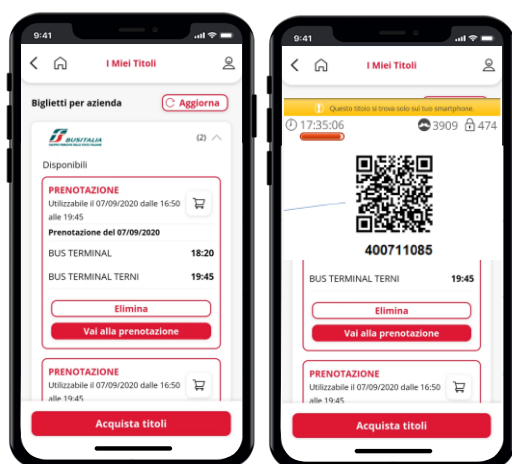 9:41
I Miei Titoli
Biglietti per azienda
Aggiorna
BUSITALIA
(2)
Disponibili
PRENOTAZIONE
Utilizzabile il 07/09/2020 dalle 16:50
alle 19:45
Prenotazione del 07/09/2020
BUS TERMINAL 18:20
BUS TERMINAL TERNI 19:45
Elimina
Vai alla prenotazione
PRENOTAZIONE
Utilizzabile il 07/09/2020 dalle 16:50
alle 19:45
Acquista titoli
9:41
I Miei Titoli
Questo titolo si trova solo sul tuo smartphone.
17:35:06 3909 474
400711085
BUS TERMINAL TERNI 19:45
Elimina
Vai alla prenotazione
PRENOTAZIONE
Utilizzabile il 07/09/2020 dalle 16:50
alle 19:45
Acquista titoli